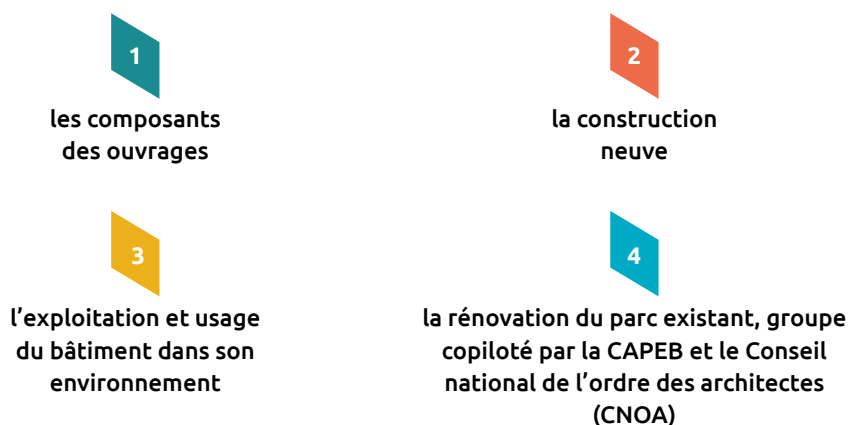 1
les composants
des ouvrages
2
la construction
neuve
3
l’exploitation et usage
du bâtiment dans son
environnement
4
la rénovation du parc existant, groupe
copiloté par la CAPEB et le Conseil
national de l’ordre des architectes
(CNOA)